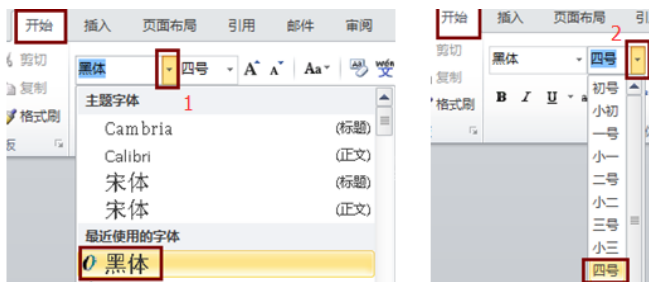 开始 插入 页面布局 引用 邮件 审阅
剪切 黑体 四号 A A Aa wén 文
复制
格式刷
主题字体 1
Cambria (标题)
Calibri (正文)
宋体 (标题)
宋体 (正文)
最近使用的字体
黑体
开始 插入 页面布局 2
剪切 黑体 四号
复制
格式刷 B I U
初号
小初
一号
小一
二号
小二
三号
小三
四号